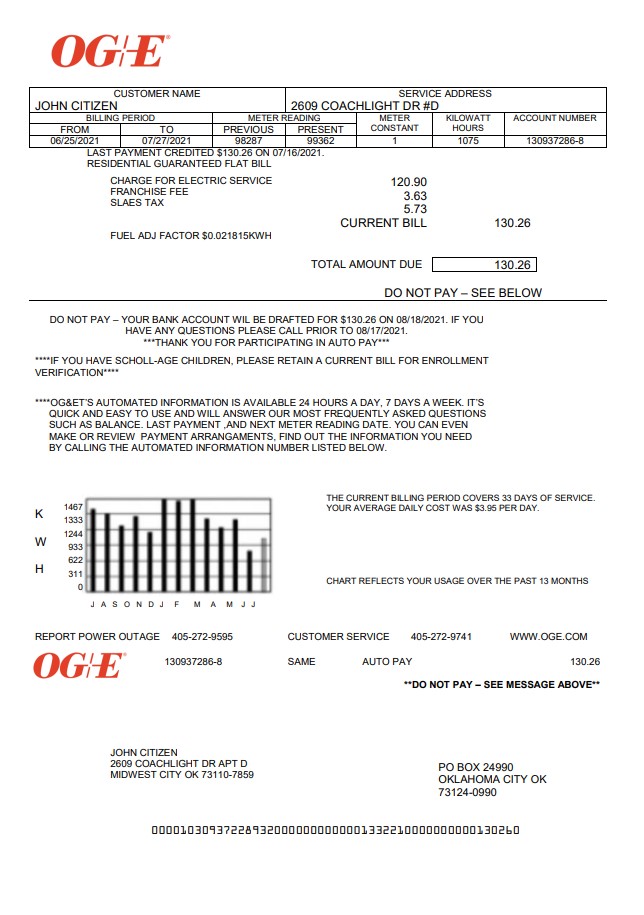 OG+E®
CUSTOMER NAME SERVICE ADDRESS
JOHN CITIZEN 2609 COACHLIGHT DR #D
BILLING PERIOD METER READING METER CONSTANT KILOWATT HOURS ACCOUNT NUMBER
FROM TO PREVIOUS PRESENT
06/25/2021 07/27/2021 98287 99362 1 1075 130937286-8
LAST PAYMENT CREDITED $130.26 ON 07/16/2021.
RESIDENTIAL GUARANTEED FLAT BILL
CHARGE FOR ELECTRIC SERVICE 120.90
FRANCHISE FEE 3.63
SLAES TAX 5.73
CURRENT BILL 130.26
FUEL ADJ FACTOR $0.021815KWH
TOTAL AMOUNT DUE 130.26
DO NOT PAY – SEE BELOW
DO NOT PAY – YOUR BANK ACCOUNT WIL BE DRAFTED FOR $130.26 ON 08/18/2021. IF YOU
HAVE ANY QUESTIONS PLEASE CALL PRIOR TO 08/17/2021.
***THANK YOU FOR PARTICIPATING IN AUTO PAY***
****IF YOU HAVE SCHOLL-AGE CHILDREN, PLEASE RETAIN A CURRENT BILL FOR ENROLLMENT
VERIFICATION****
****OG&ET'S AUTOMATED INFORMATION IS AVAILABLE 24 HOURS A DAY, 7 DAYS A WEEK. IT'S
QUICK AND EASY TO USE AND WILL ANSWER OUR MOST FREQUENTLY ASKED QUESTIONS
SUCH AS BALANCE. LAST PAYMENT ,AND NEXT METER READING DATE. YOU CAN EVEN
MAKE OR REVIEW PAYMENT ARRANGAMENTS, FIND OUT THE INFORMATION YOU NEED
BY CALLING THE AUTOMATED INFORMATION NUMBER LISTED BELOW.
THE CURRENT BILLING PERIOD COVERS 33 DAYS OF SERVICE.
YOUR AVERAGE DAILY COST WAS $3.95 PER DAY.
K
W
H
1467
1333
1244
933
622
311
0
J A S O N D J F M A M J J
CHART REFLECTS YOUR USAGE OVER THE PAST 13 MONTHS
REPORT POWER OUTAGE 405-272-9595 CUSTOMER SERVICE 405-272-9741 WWW.OGE.COM
OG+E® 130937286-8 SAME AUTO PAY 130.26
**DO NOT PAY – SEE MESSAGE ABOVE**
JOHN CITIZEN
2609 COACHLIGHT DR APT D
MIDWEST CITY OK 73110-7859
PO BOX 24990
OKLAHOMA CITY OK
73124-0990
00001030937228932000000000000013322100000000000130260